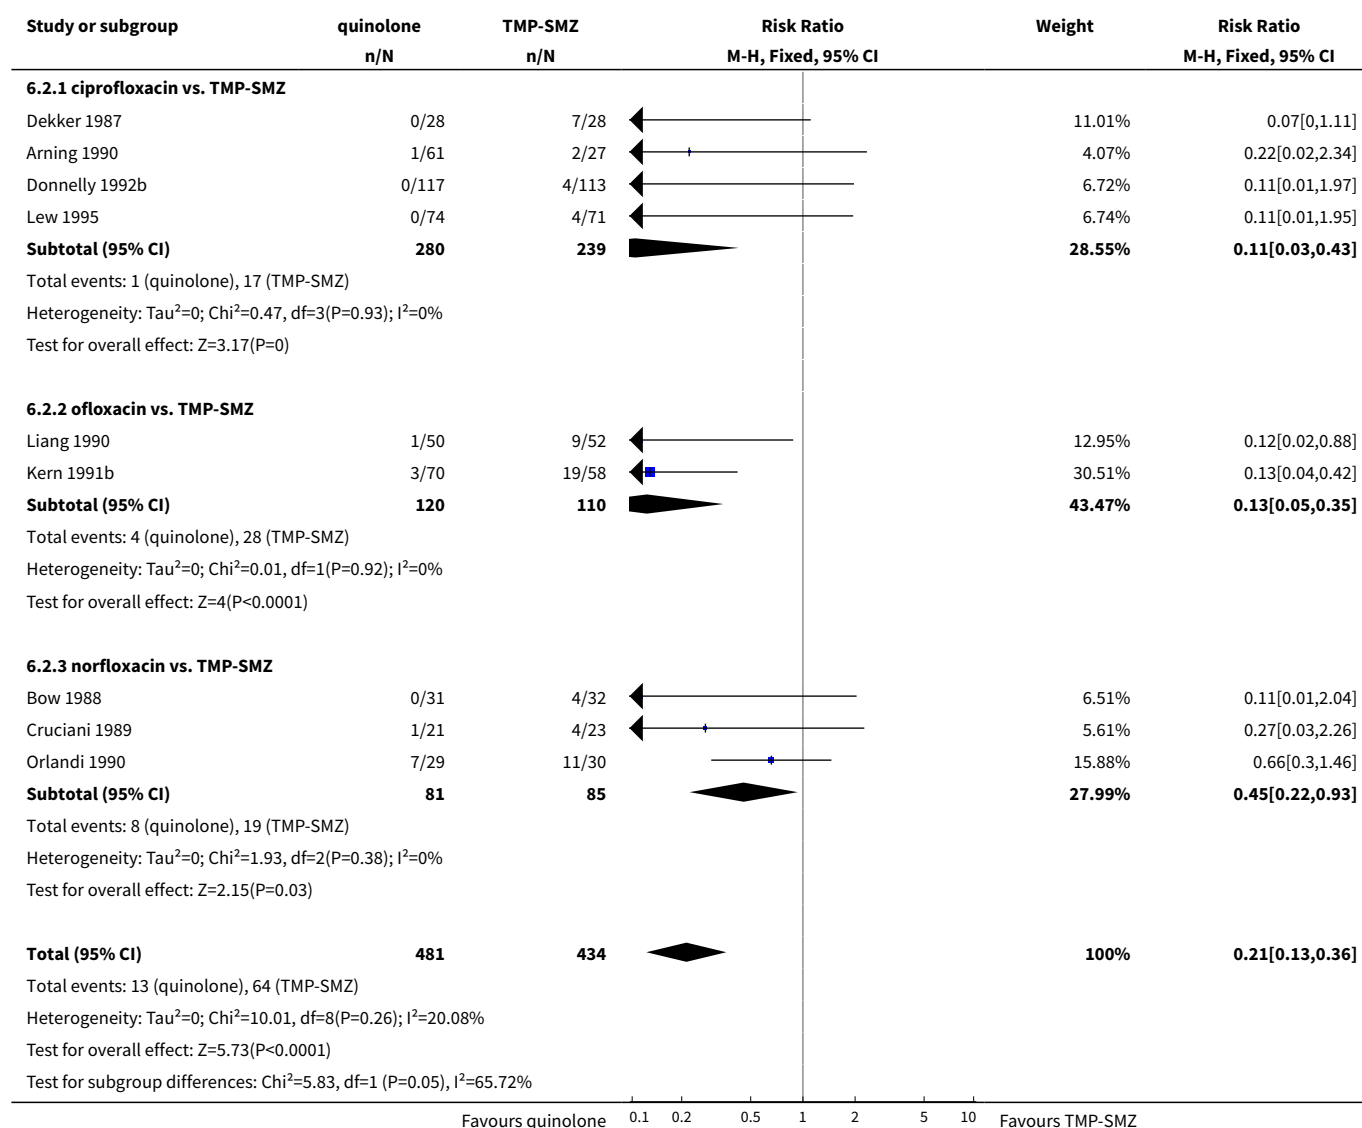 Study or subgroup quinolone TMP-SMZ Risk Ratio Weight Risk Ratio
n/N n/N M-H, Fixed, 95% CI M-H, Fixed, 95% CI
6.2.1 ciprofloxacin vs. TMP-SMZ
Dekker 1987 0/28 7/28 11.01% 0.07[0,1.11]
Arning 1990 1/61 2/27 4.07% 0.22[0.02,2.34]
Donnelly 1992b 0/117 4/113 6.72% 0.11[0.01,1.97]
Lew 1995 0/74 4/71 6.74% 0.11[0.01,1.95]
Subtotal (95% CI) 280 239 28.55% 0.11[0.03,0.43]
Total events: 1 (quinolone), 17 (TMP-SMZ)
Heterogeneity: Tau²=0; Chi²=0.47, df=3(P=0.93); I²=0%
Test for overall effect: Z=3.17(P=0)
6.2.2 ofloxacin vs. TMP-SMZ
Liang 1990 1/50 9/52 12.95% 0.12[0.02,0.88]
Kern 1991b 3/70 19/58 30.51% 0.13[0.04,0.42]
Subtotal (95% CI) 120 110 43.47% 0.13[0.05,0.35]
Total events: 4 (quinolone), 28 (TMP-SMZ)
Heterogeneity: Tau²=0; Chi²=0.01, df=1(P=0.92); I²=0%
Test for overall effect: Z=4(P<0.0001)
6.2.3 norfloxacin vs. TMP-SMZ
Bow 1988 0/31 4/32 6.51% 0.11[0.01,2.04]
Cruciani 1989 1/21 4/23 5.61% 0.27[0.03,2.26]
Orlandi 1990 7/29 11/30 15.88% 0.66[0.3,1.46]
Subtotal (95% CI) 81 85 27.99% 0.45[0.22,0.93]
Total events: 8 (quinolone), 19 (TMP-SMZ)
Heterogeneity: Tau²=0; Chi²=1.93, df=2(P=0.38); I²=0%
Test for overall effect: Z=2.15(P=0.03)
Total (95% CI) 481 434 100% 0.21[0.13,0.36]
Total events: 13 (quinolone), 64 (TMP-SMZ)
Heterogeneity: Tau²=0; Chi²=10.01, df=8(P=0.26); I²=20.08%
Test for overall effect: Z=5.73(P<0.0001)
Test for subgroup differences: Chi²=5.83, df=1 (P=0.05), I²=65.72%
Favours quinolone 0.1 0.2 0.5 1 2 5 10 Favours TMP-SMZ